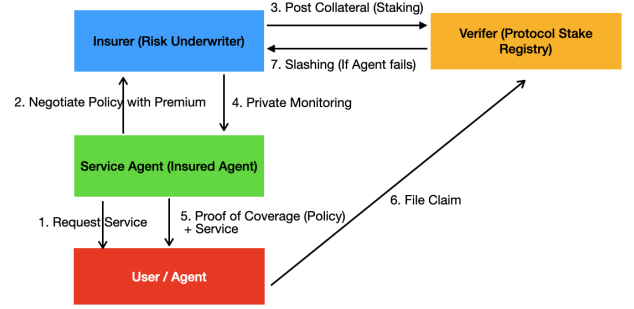 3. Post Collateral (Staking)
Insurer (Risk Underwriter)
Verifer (Protocol Stake
Registry)
7. Slashing (If Agent fails)
2. Negotiate Policy with Premium
4. Private Monitoring
Service Agent (Insured Agent)
1. Request Service
5. Proof of Coverage (Policy)
+ Service
6. File Claim
User / Agent